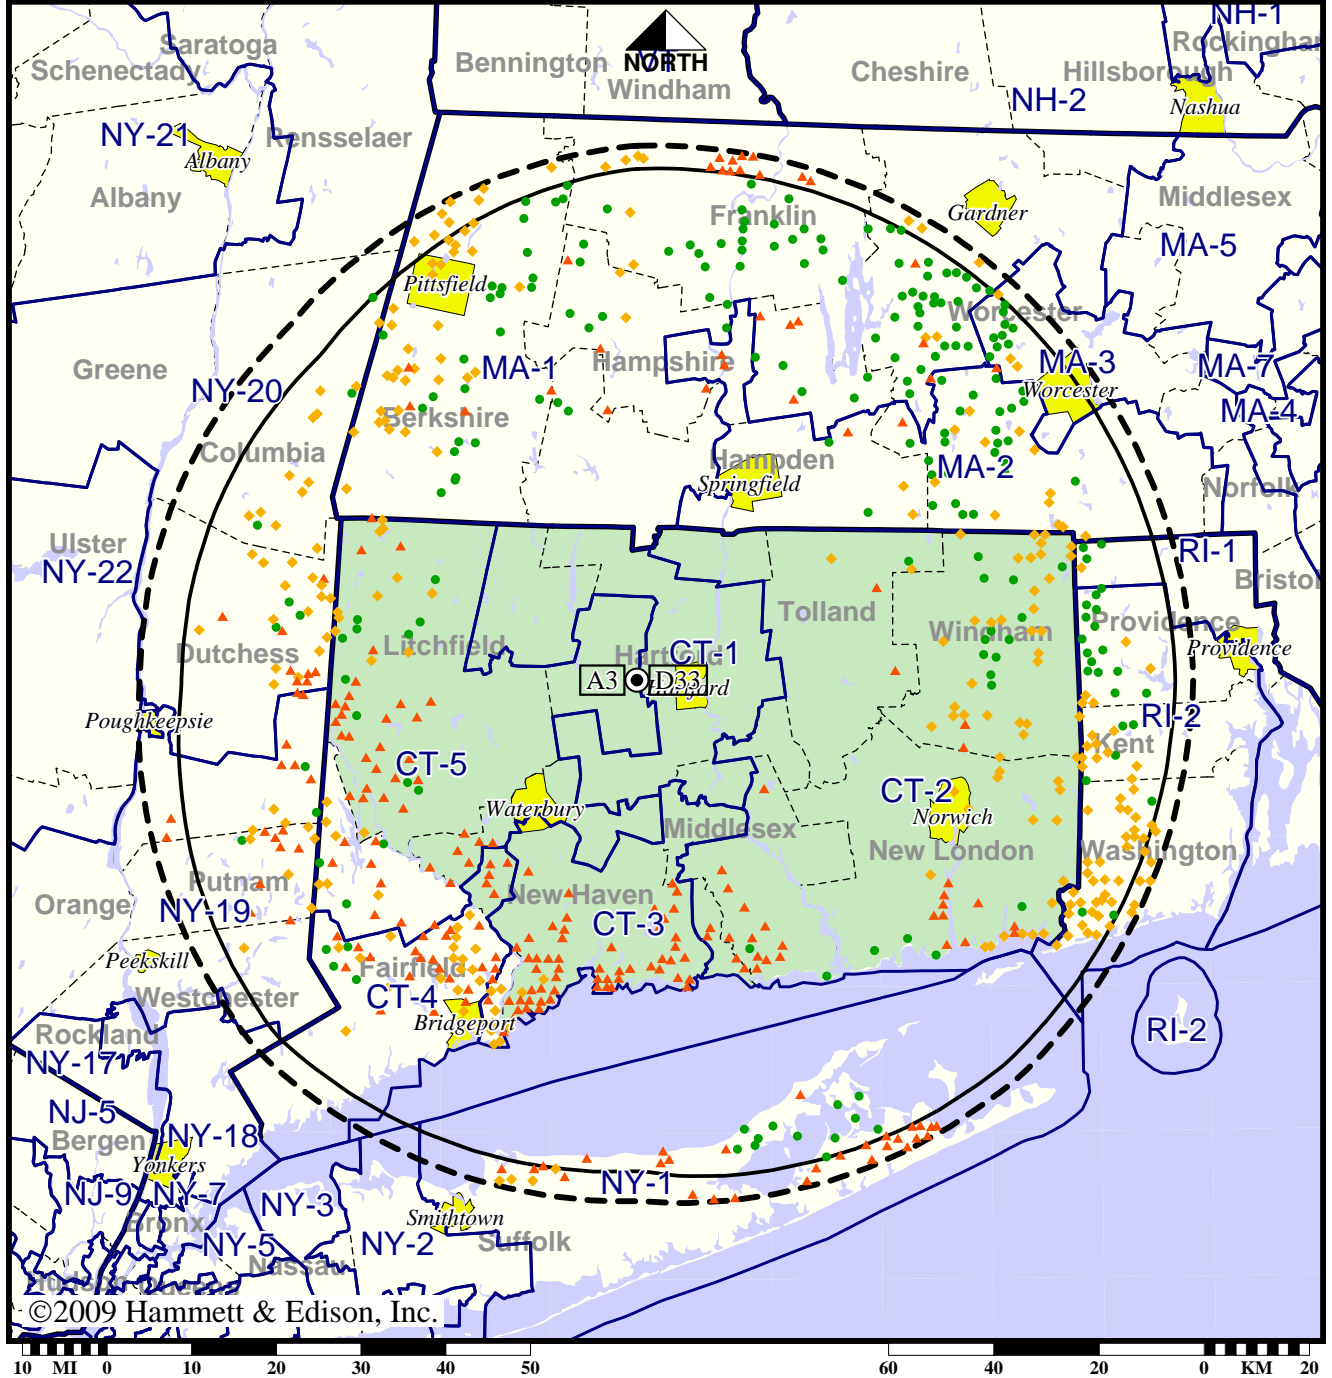 NH-1
Saratoga
Rockingham
Schenectady
Bennington
NORTH
Cheshire
Hillsborough
Windham
NH-2
Nashua
NY-21
Rensselaer
Albany
Albany
Middlesex
Gardner
Franklin
MA-5
Pittsfield
Worcester
Greene
MA-1
Hampshire
MA-3
MA-7
NY-20
Worcester
Berkshire
MA-4
Columbia
Hampden
MA-2
Springfield
Norfolk
Ulster
NY-22
RI-1
Bristol
Tolland
Providence
Litchfield
Windham
Dutchess
Hartford
CT-1
Providence
A3
D33
Hartford
Poughkeepsie
RI-2
Kent
CT-5
CT-2
Waterbury
Norwich
Middlesex
New London
Washington
Putnam
New Haven
Orange
NY-19
CT-3
Peekskill
Fairfield
Westchester
CT-4
Bridgeport
Rockland
RI-2
NY-17
NJ-5
Bergen
NY-18
Yonkers
NJ-9
NY-7
NY-3
NY-1
Bronx
Smithtown
NY-5
NY-2
Suffolk
Nassau
Hudson
Queens
©2009 Hammett & Edison, Inc.
10 MI 0 10 20 30 40 50 60 40 20 0 KM 20